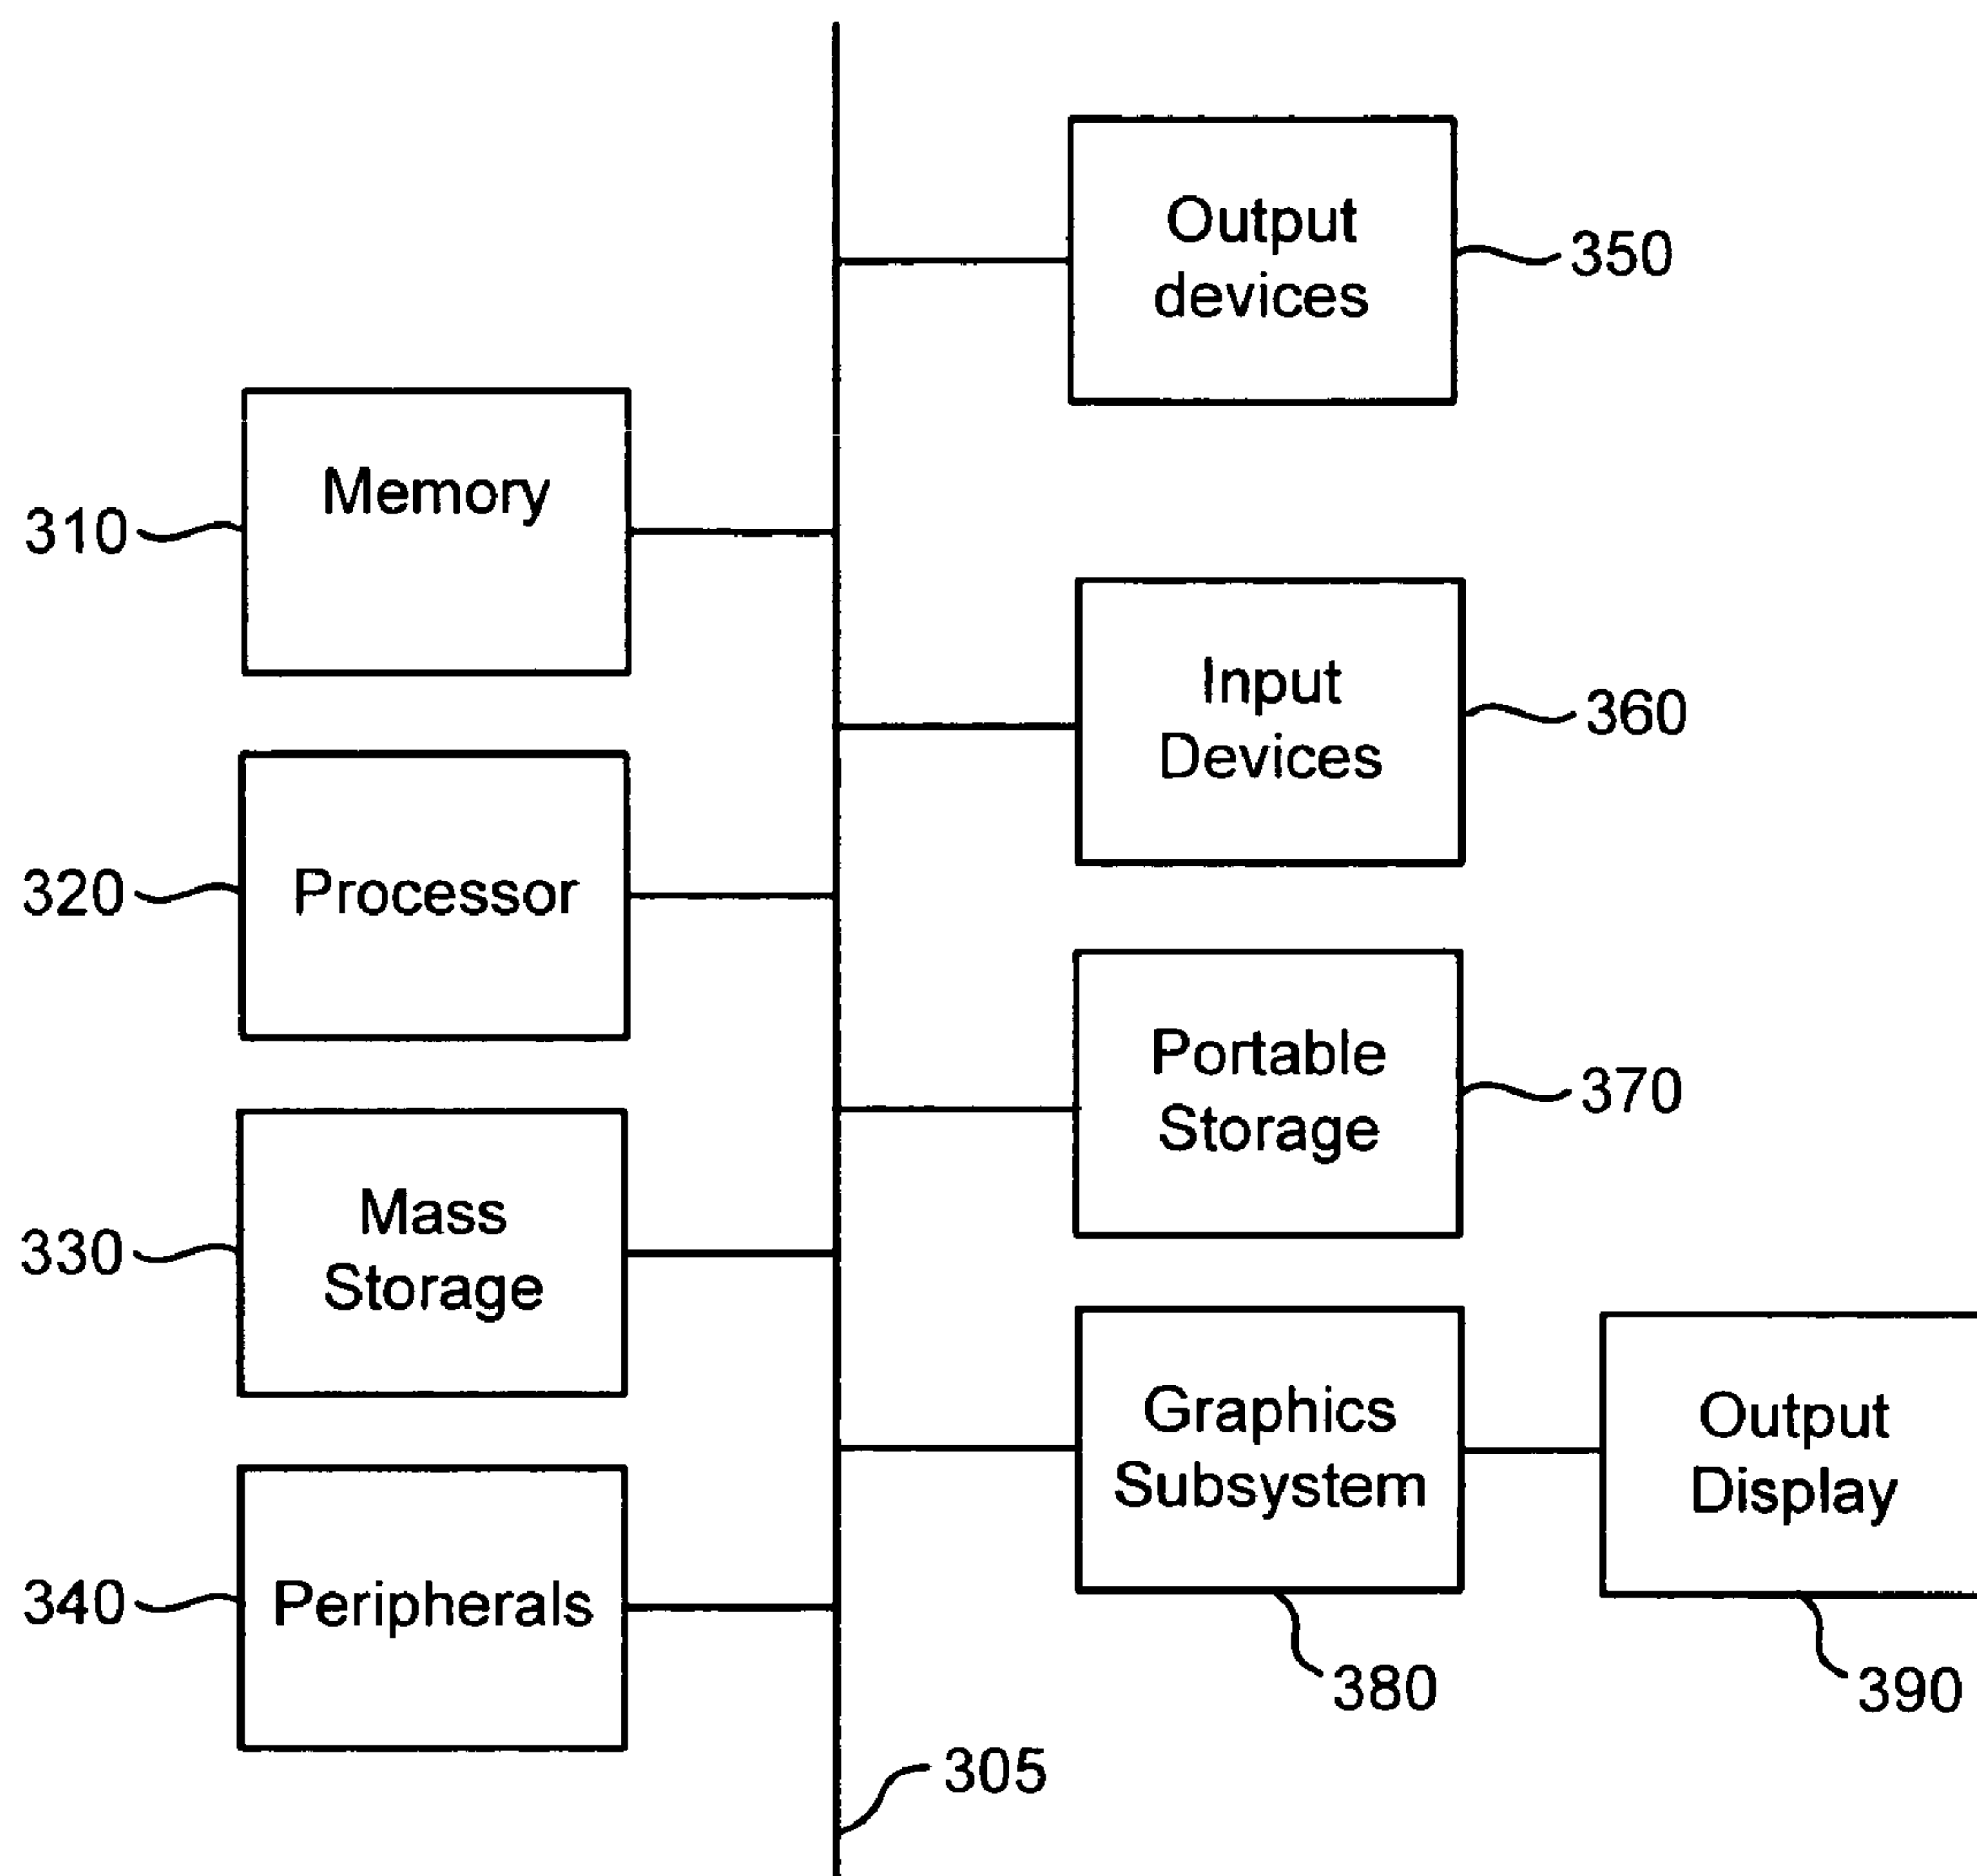 Output
devices
350
Memory
310
Input
Devices
360
Processor
320
Portable
Storage
370
Mass
Storage
330
Graphics
Subsystem
380
Output
Display
390
Peripherals
340
305